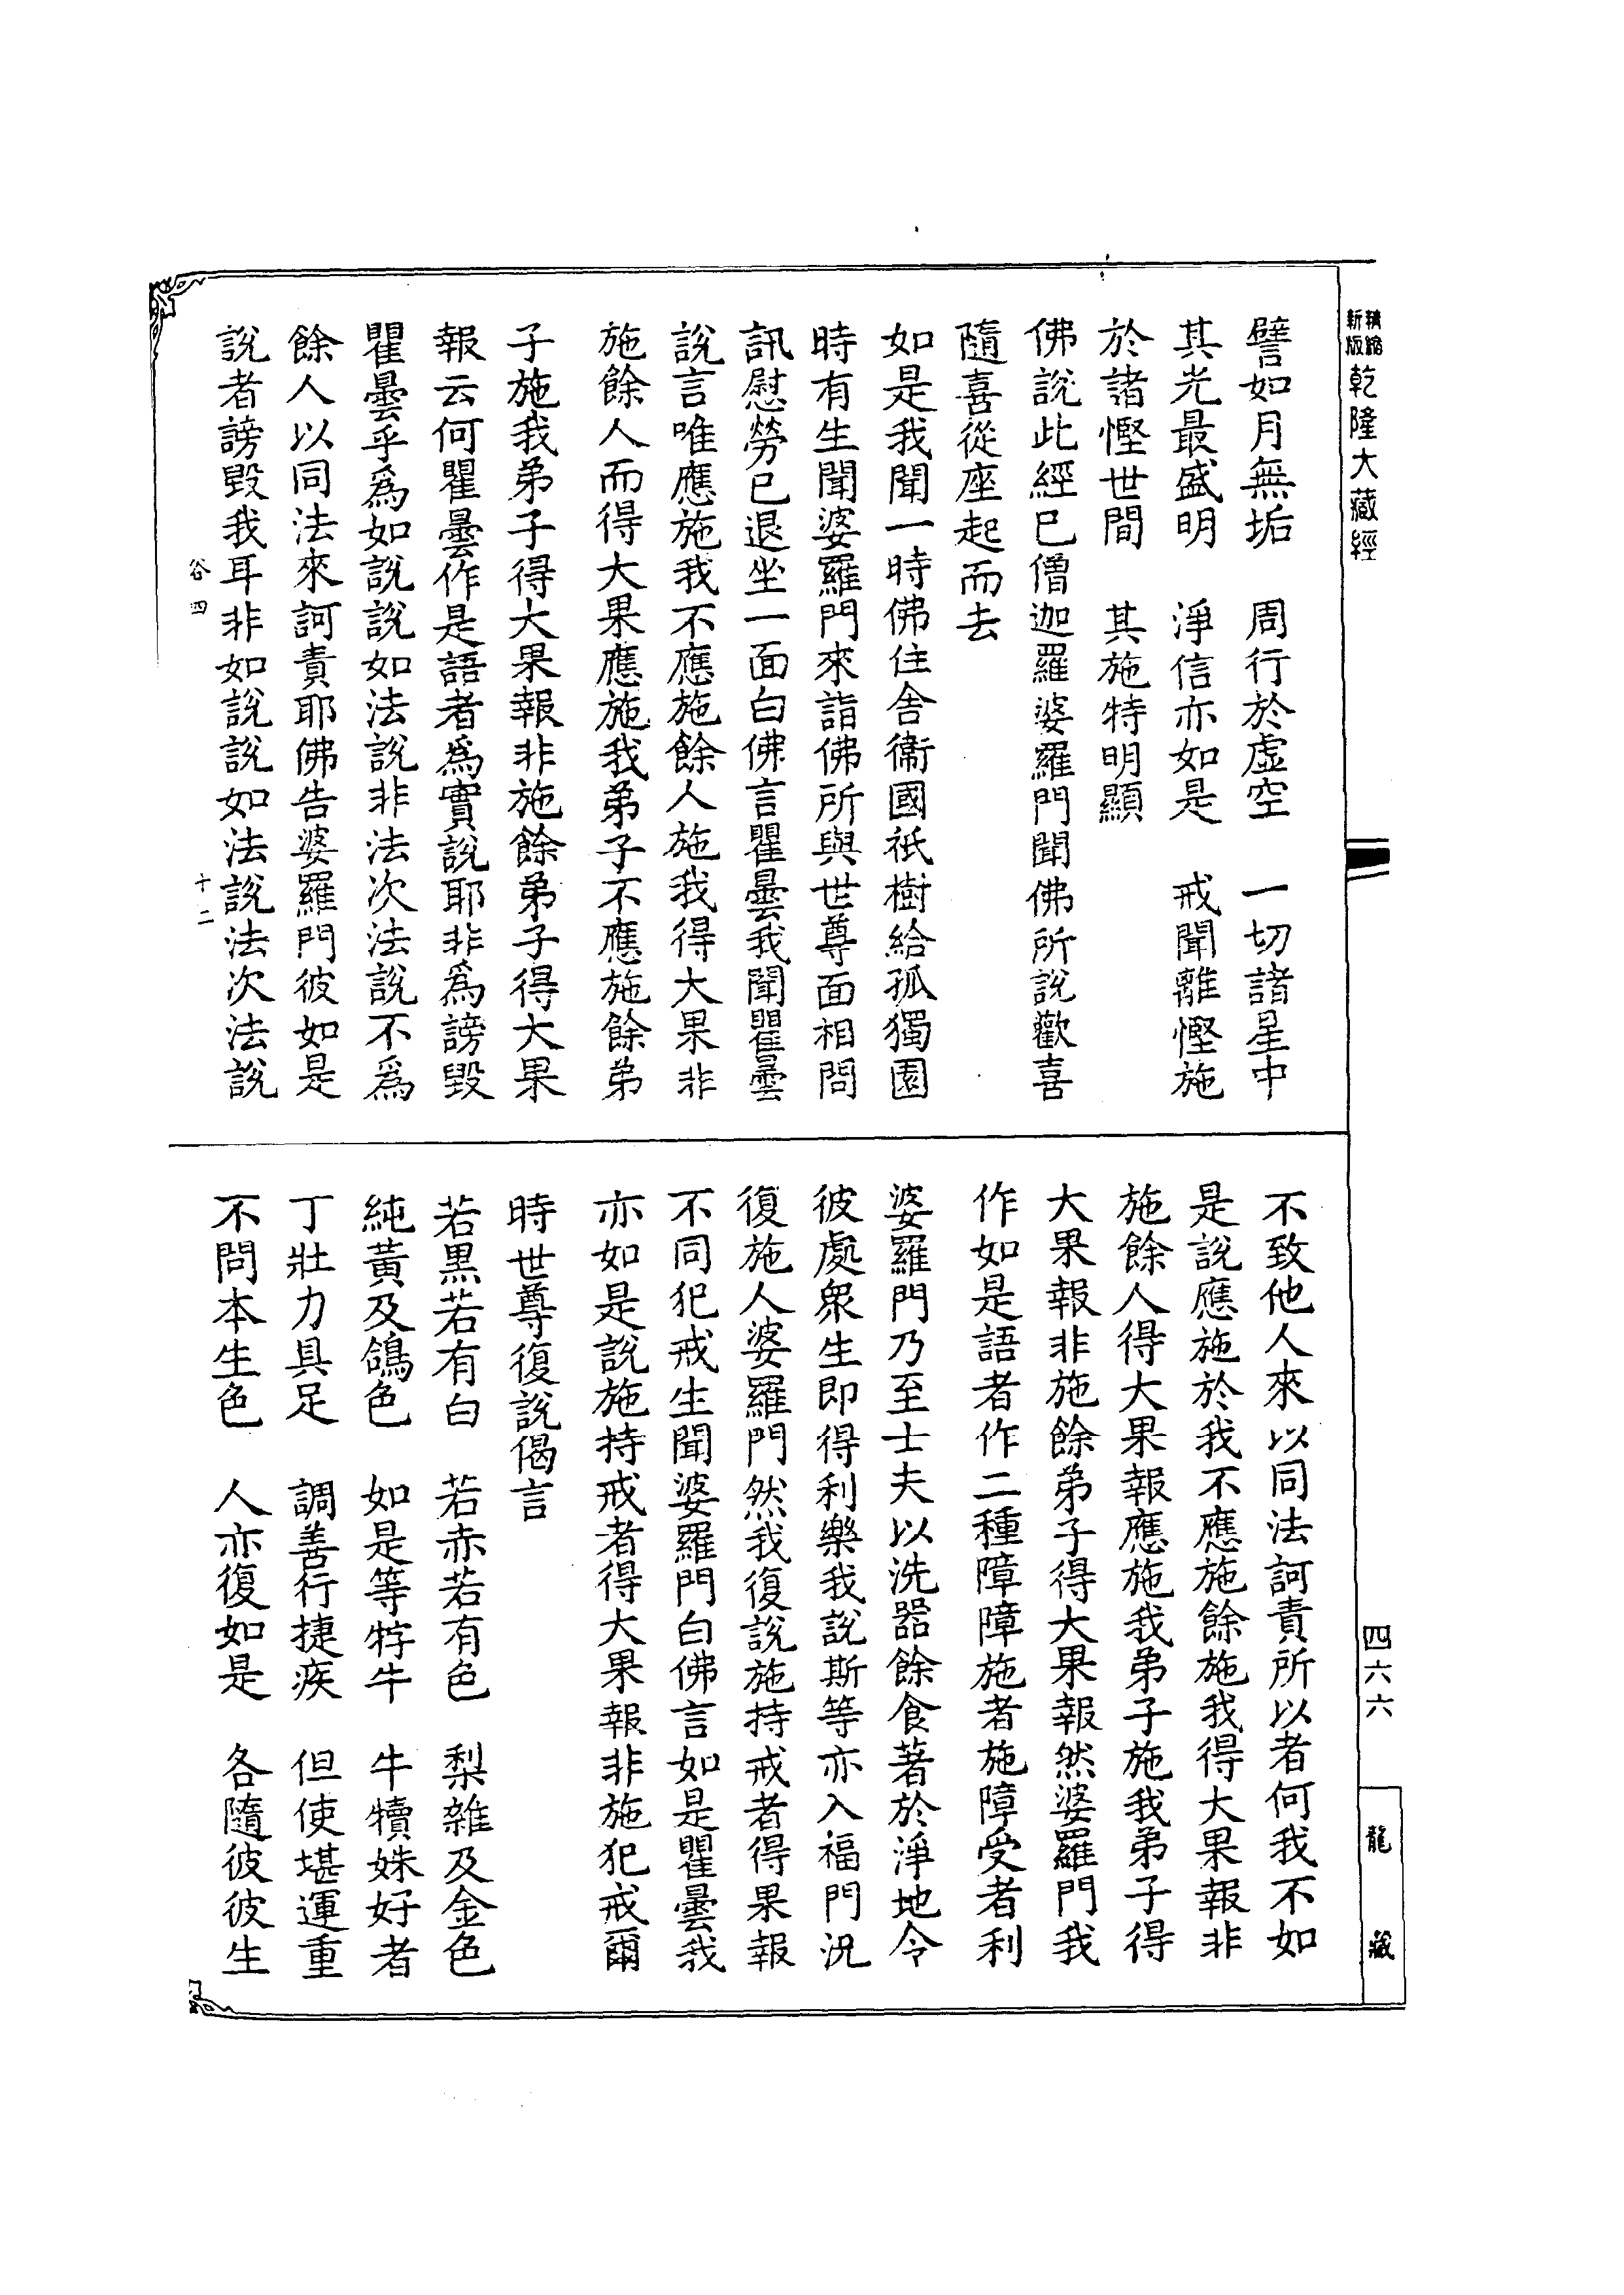 精縮新版乾隆大藏經
譬如月無垢　周行於虛空　一切諸星中
其光最盛明　淨信亦如是　戒聞離慳施
於諸慳世間　其施特明顯
佛說此經已僧迦羅婆羅門聞佛所說歡喜
隨喜從座起而去
如是我聞一時佛住舍衞國祇樹給孤獨園
時有生聞婆羅門來詣佛所與世尊面相問
訊慰勞已退坐一面白佛言瞿曇我聞瞿曇
說言唯應施我不應施餘人施我得大果非
施餘人而得大果應施我弟子不應施餘弟
子施我弟子得大果報非施餘弟子得大果
報云何瞿曇作是語者爲實說耶非爲謗毀
瞿曇乎爲如說說如法說非法次法說不爲
餘人以同法來訶責耶佛告婆羅門彼如是
說者謗毀我耳非如說說如法說法次法說
谷四　十二
不致他人來以同法訶責所以者何我不如
是說應施於我不應施餘施我得大果報非
施餘人得大果報應施我弟子施我弟子得
大果報非施餘弟子得大果報然婆羅門我
作如是語者作二種障障施者施障受者利
婆羅門乃至士夫以洗器餘食著於淨地令
彼處衆生即得利樂我說斯等亦入福門況
復施人婆羅門然我復說施持戒者得果報
不同犯戒生聞婆羅門白佛言如是瞿曇我
亦如是說施持戒者得大果報非施犯戒爾
時世尊復說偈言
若黑若有白　若赤若有色　梨雜及金色
純黃及鴿色　如是等牸牛　牛犢姝好者
丁壯力具足　調善行捷疾　但使堪運重
不問本生色　人亦復如是　各隨彼彼生
四六六
龍藏